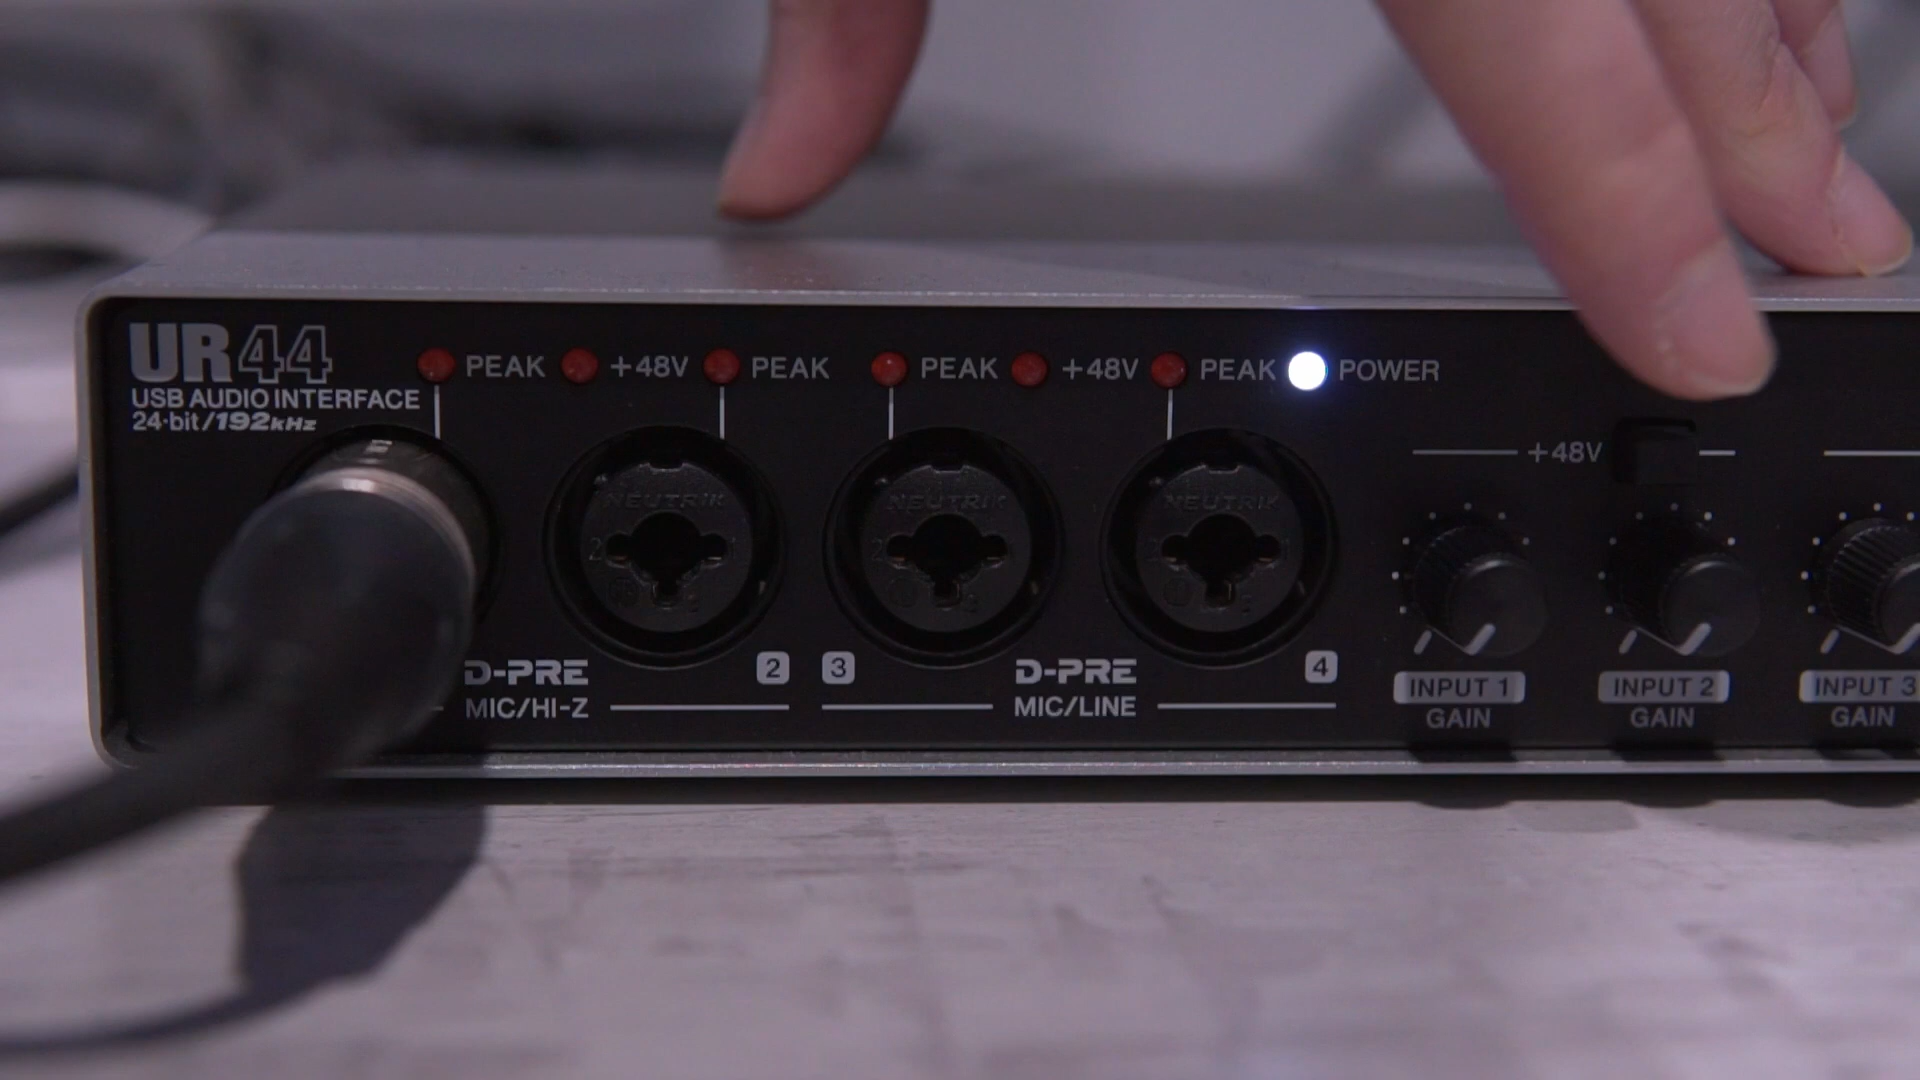 UR44
USB AUDIO INTERFACE
24·bit/192kHz
PEAK +48V PEAK PEAK +48V PEAK POWER
+48V
NEUTRIK NEUTRIK NEUTRIK
D-PRE 2 3 D-PRE 4
MIC/HI-Z MIC/LINE
INPUT 1 INPUT 2 INPUT 3
GAIN GAIN GAIN